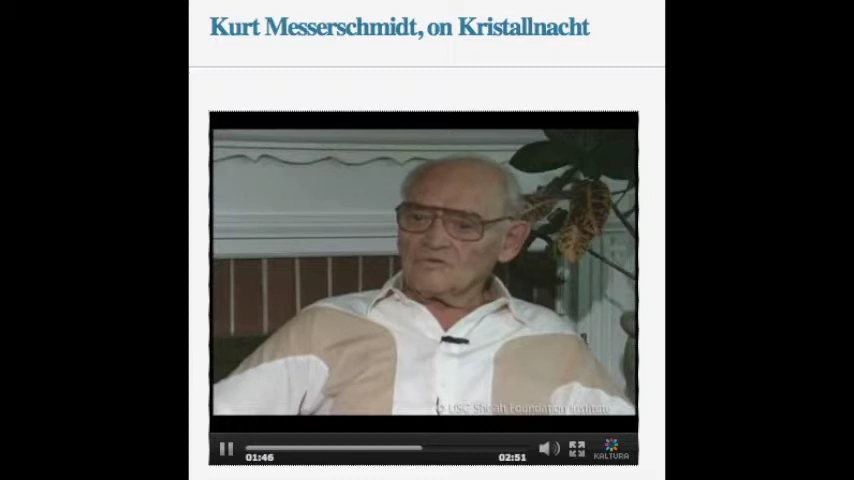 Kurt Messerschmidt, on Kristallnacht
© USC Shoah Foundation Institute
01:46
02:51
KALTURA